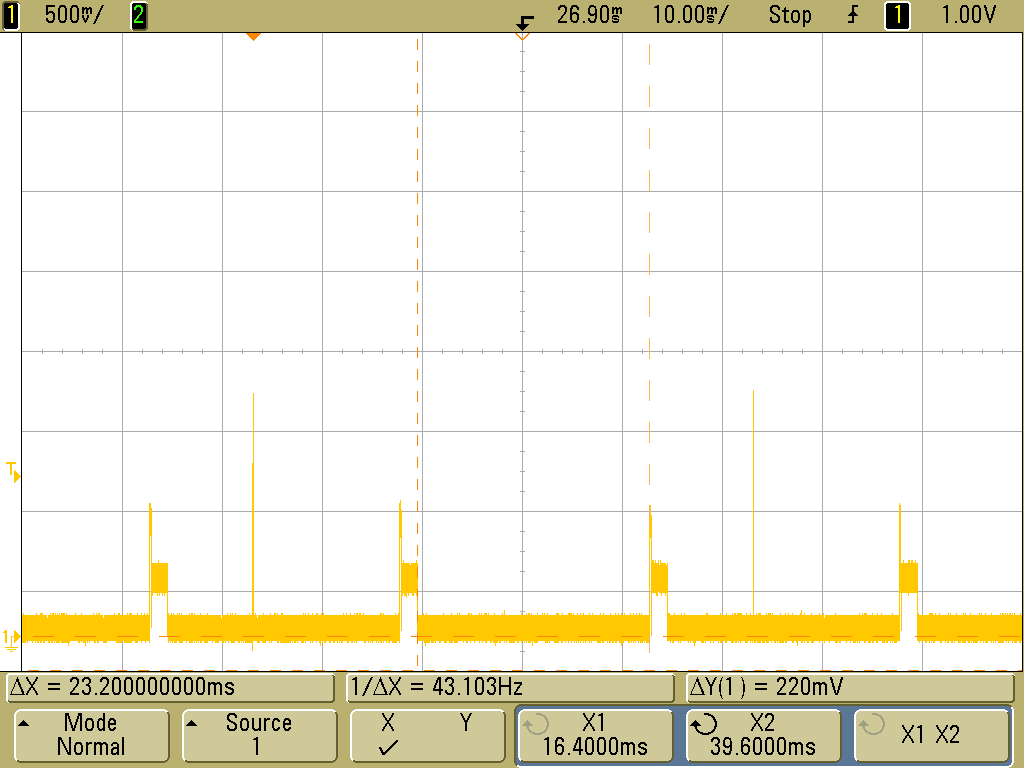 1 500mV/ 2 26.90ms 10.00ms/ Stop 1 1.00V
T
1
ΔX = 23.200000000ms 1/ΔX = 43.103Hz ΔY(1) = 220mV
Mode Source X Y X1 X2 X1 X2
Normal 1 16.4000ms 39.6000ms